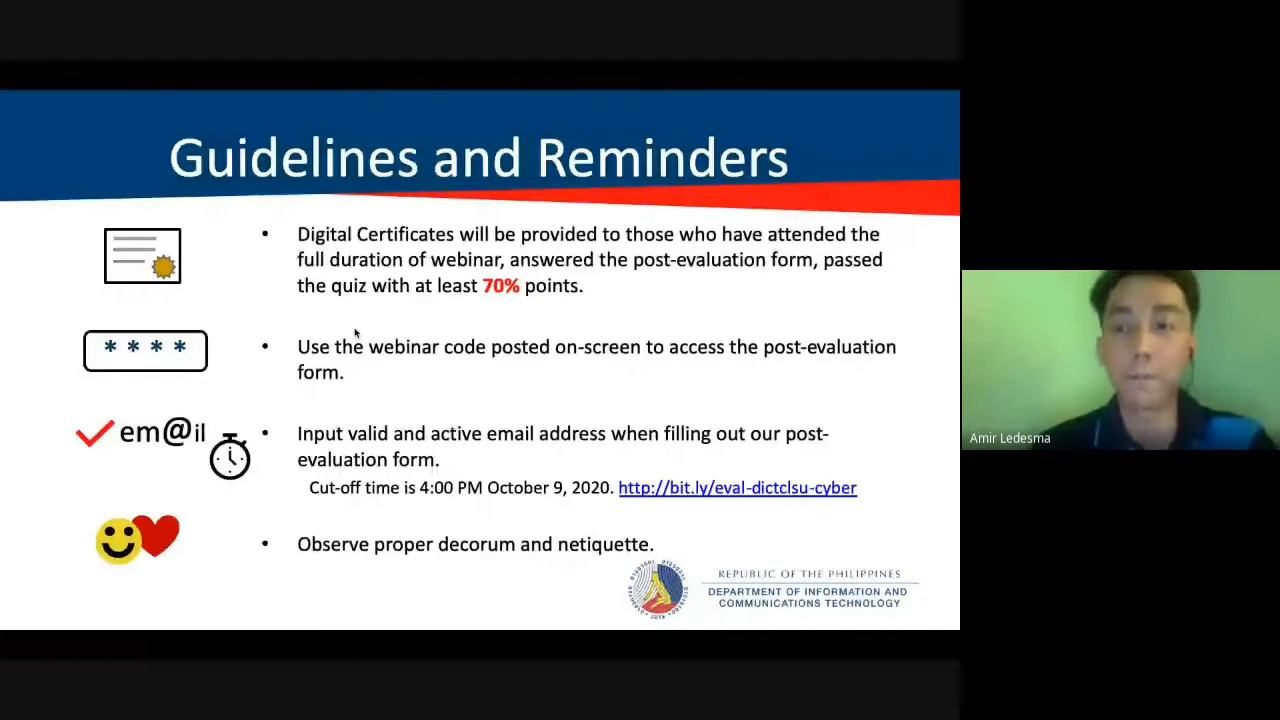 Guidelines and Reminders
• Digital Certificates will be provided to those who have attended the
full duration of webinar, answered the post-evaluation form, passed
the quiz with at least 70% points.
* * * *
• Use the webinar code posted on-screen to access the post-evaluation
form.
em@il
• Input valid and active email address when filling out our post-
evaluation form.
Cut-off time is 4:00 PM October 9, 2020. http://bit.ly/eval-dictclsu-cyber
• Observe proper decorum and netiquette.
REPUBLIC OF THE PHILIPPINES
DEPARTMENT OF INFORMATION AND
COMMUNICATIONS TECHNOLOGY
Amir Ledesma